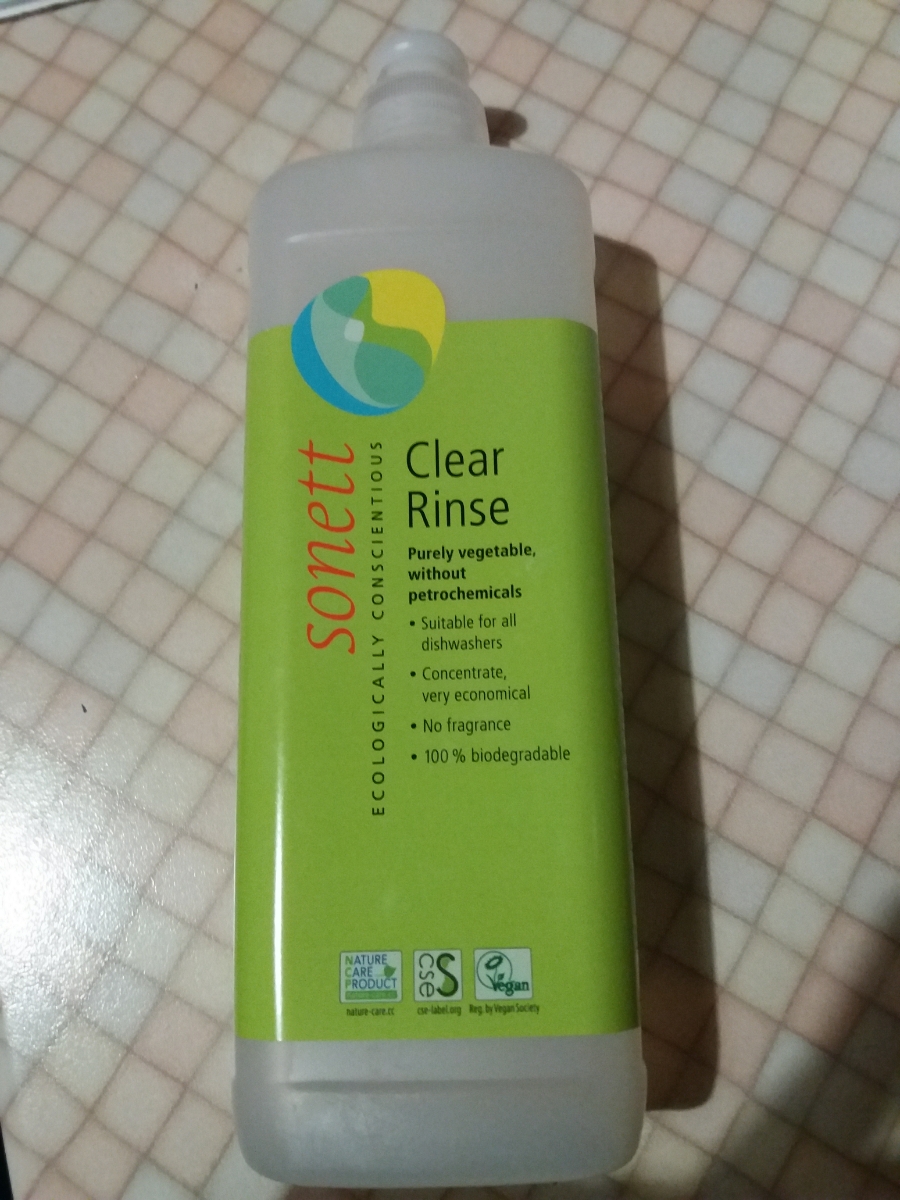 sonett
ECOLOGICALLY CONSCIENTIOUS
Clear
Rinse
Purely vegetable,
without
petrochemicals
• Suitable for all
dishwashers
• Concentrate,
very economical
• No fragrance
• 100 % biodegradable
NATURE
CARE
PRODUCT
nature-care.cc
cse
cse-label.org
Vegan
Reg. by Vegan Society